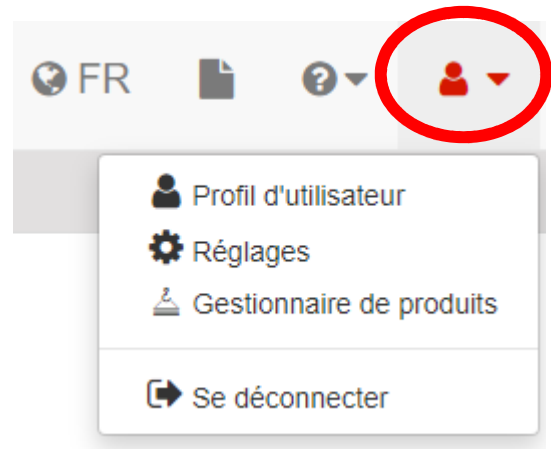 FR
Profil d'utilisateur
Réglages
Gestionnaire de produits
Se déconnecter